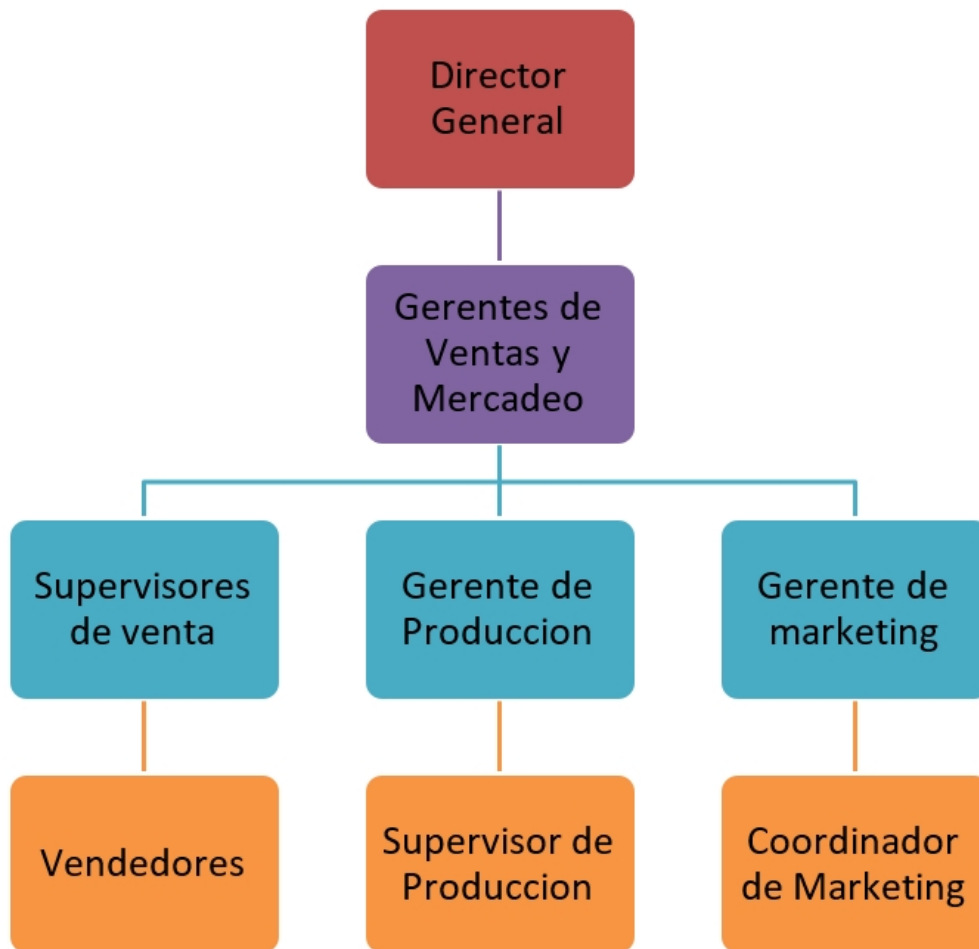 Director
General
Gerentes de
Ventas y
Mercadeo
Supervisores
de venta
Gerente de
Produccion
Gerente de
marketing
Vendedores
Supervisor de
Produccion
Coordinador
de Marketing